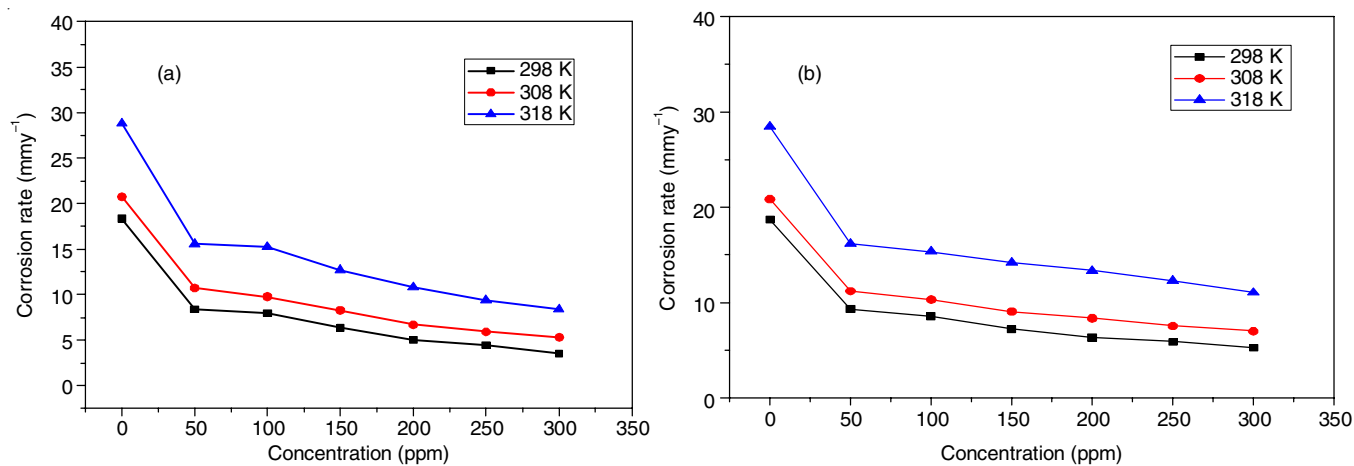 40
35
30
25
20
15
10
5
0
Corrosion rate (mmy⁻¹)
(a)
298 K
308 K
318 K
0 50 100 150 200 250 300 350
Concentration (ppm)
40
30
20
10
0
Corrosion rate (mmy⁻¹)
(b)
298 K
308 K
318 K
0 50 100 150 200 250 300 350
Concentration (ppm)